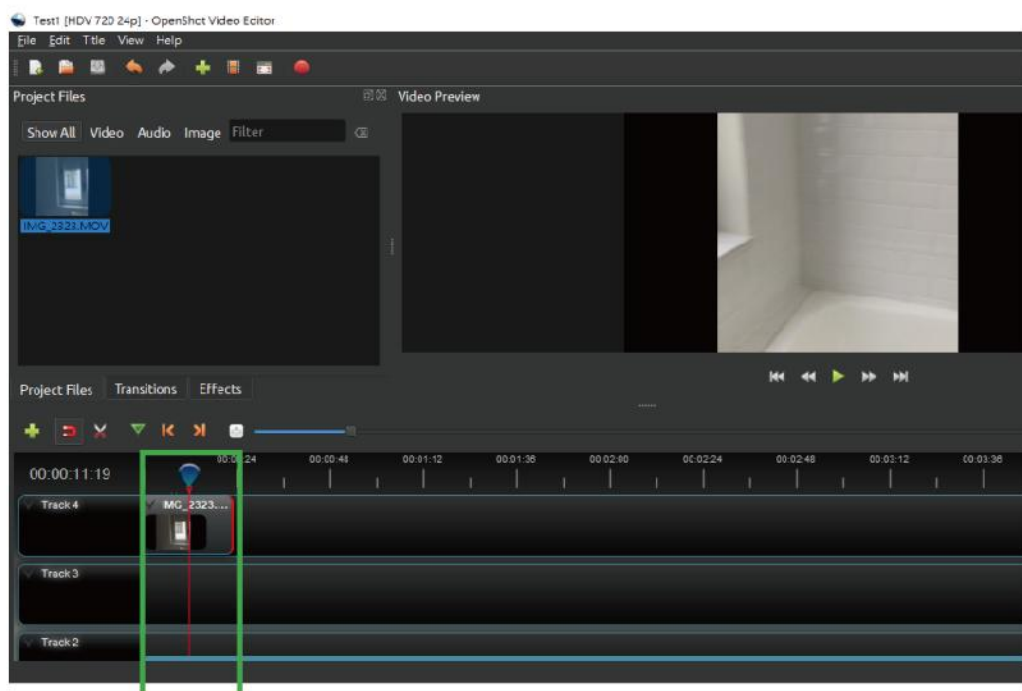 Test1 [HDV 720 24p] - OpenShot Video Editor
File Edit Title View Help
Project Files
Video Preview
Show All Video Audio Image Filter
IMG_2323.MOV
Project Files Transitions Effects
00:00:11:19
00:00:48 00:01:12 00:01:36 00:02:00 00:02:24 00:02:48 00:03:12 00:03:36
Track 4
IMG_2323....
Track 3
Track 2